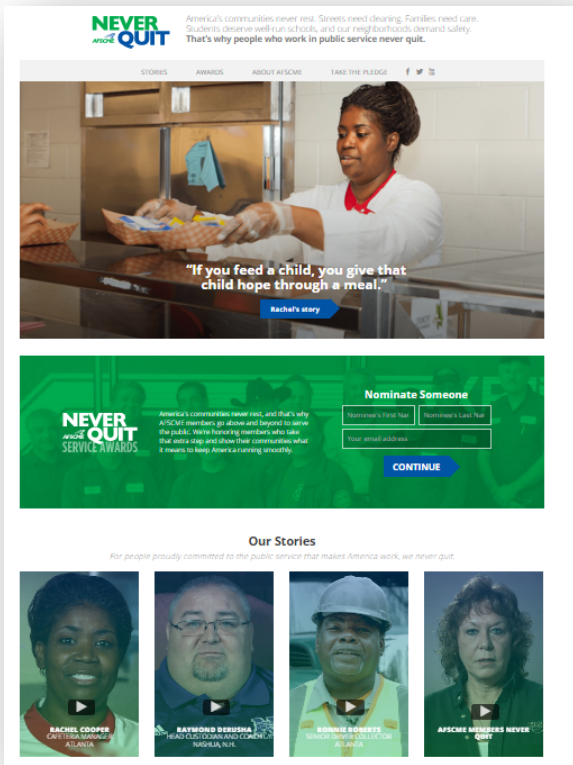 NEVER
AFSCME QUIT
America's communities never rest. Streets need cleaning. Families need care.
Students deserve well-run schools, and our neighborhoods demand safety.
That's why people who work in public service never quit.
STORIES AWARDS ABOUT AFSCME TAKE THE PLEDGE
“If you feed a child, you give that
child hope through a meal.”
Rachel's story
NEVER
AFSCME QUIT
SERVICE AWARDS
America's communities never rest, and that's why
AFSCME members go above and beyond to serve
the public. We're honoring members who take
that extra step and show their communities what
it means to keep America running smoothly.
Nominate Someone
Nominee's First Nar Nominee's Last Nar
Your email address
CONTINUE
Our Stories
For people proudly committed to the public service that makes America work, we never quit.
RACHEL COOPER
CAFETERIA MANAGER
ATLANTA
RAYMOND DERUSHA
HEAD CUSTODIAN AND COACH
NASHUA, N.H.
RONNIE ROBERTS
SENIOR DRIVER COLLECTOR
ATLANTA
AFSCME MEMBERS NEVER
QUIT